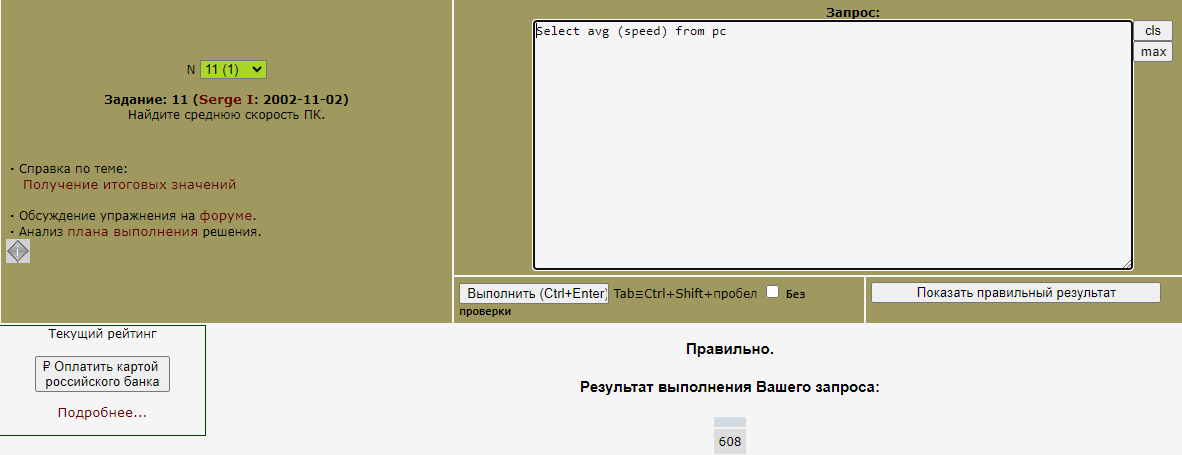 Запрос:
Select avg (speed) from pc
cls
max
N 11 (1)
Задание: 11 (Serge I: 2002-11-02)
Найдите среднюю скорость ПК.
· Справка по теме:
Получение итоговых значений
· Обсуждение упражнения на форуме.
· Анализ плана выполнения решения.
Выполнить (Ctrl+Enter) Tab≡Ctrl+Shift+пробел Без
проверки
Показать правильный результат
Текущий рейтинг
₽ Оплатить картой
российского банка
Подробнее...
Правильно.
Результат выполнения Вашего запроса:
608